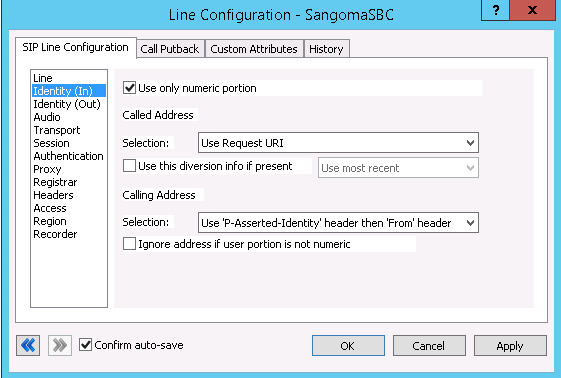 Line Configuration - SangomaSBC
?
x
SIP Line Configuration
Call Putback
Custom Attributes
History
Line
Identity (In)
Identity (Out)
Audio
Transport
Session
Authentication
Proxy
Registrar
Headers
Access
Region
Recorder
Use only numeric portion
Called Address
Selection: Use Request URI
Use this diversion info if present Use most recent
Calling Address
Selection: Use 'P-Asserted-Identity' header then 'From' header
Ignore address if user portion is not numeric
Confirm auto-save
OK
Cancel
Apply